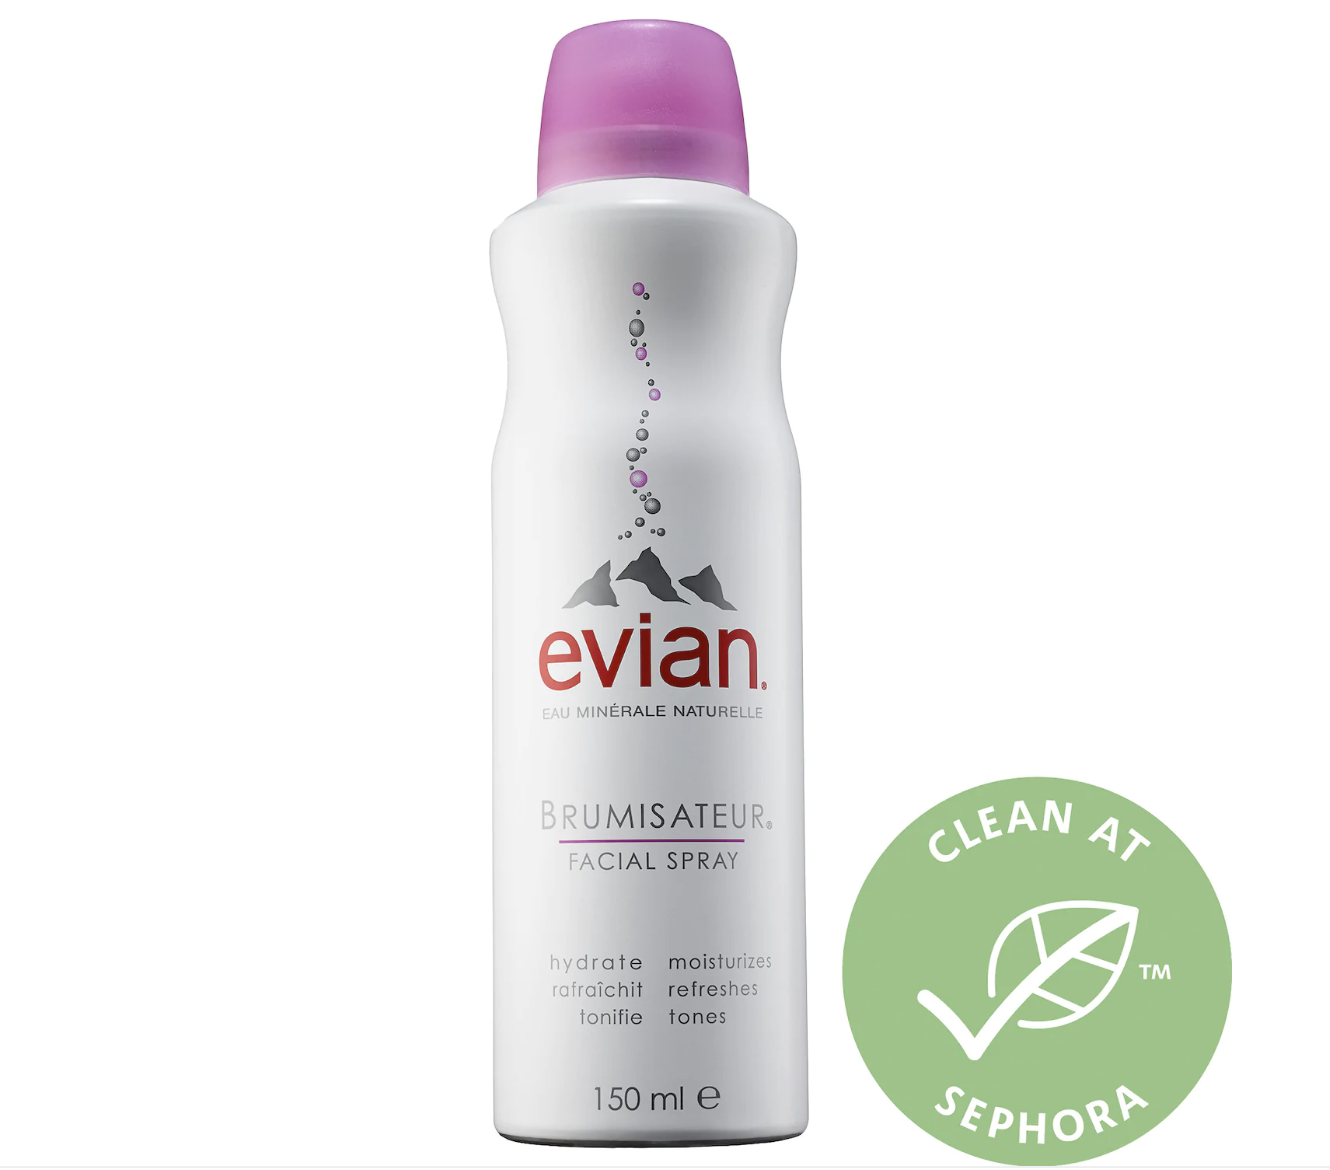 evian®
EAU MINÉRALE NATURELLE
BRUMISATEUR®
FACIAL SPRAY
hydrate moisturizes
rafraîchit refreshes
tonifie tones
150 ml ℮
CLEAN AT
TM
SEPHORA